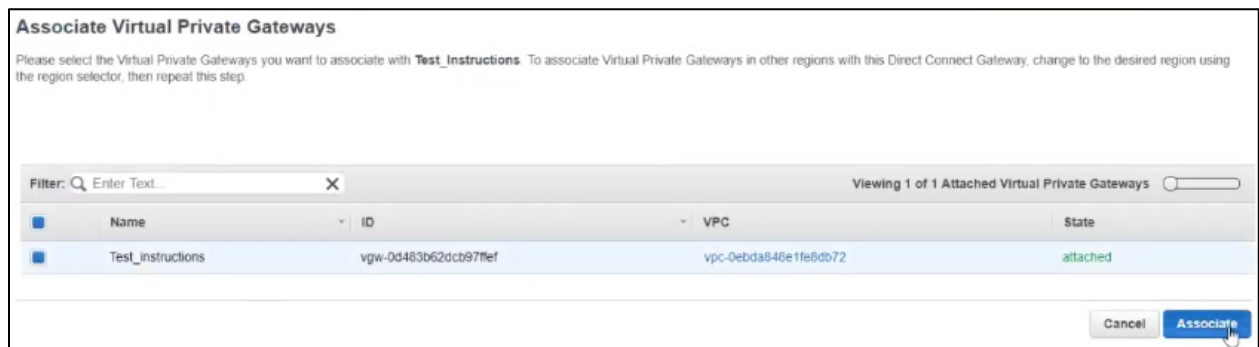 Associate Virtual Private Gateways
Please select the Virtual Private Gateways you want to associate with Test_Instructions. To associate Virtual Private Gateways in other regions with this Direct Connect Gateway, change to the desired region using
the region selector, then repeat this step.
Filter: Enter Text... Viewing 1 of 1 Attached Virtual Private Gateways
Name ID VPC State
Test_instructions vgw-0d483b62dcb97ffef vpc-0ebda848e1fe8db72 attached
Cancel Associate